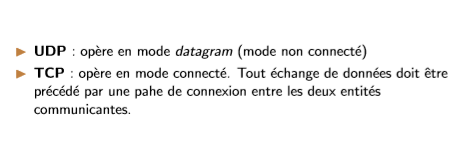 ▶ UDP : opère en mode datagram (mode non connecté)
▶ TCP : opère en mode connecté. Tout échange de données doit être
précédé par une pahe de connexion entre les deux entités
communicantes.